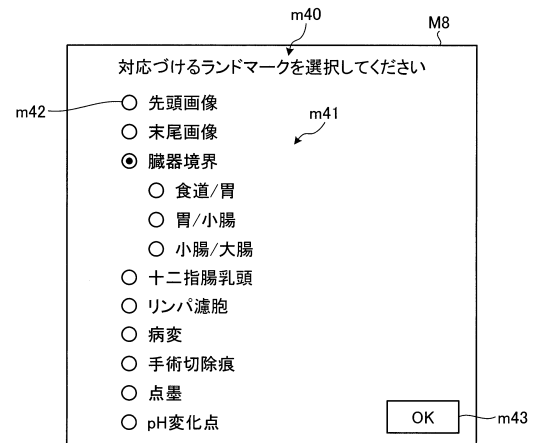 m40
M8
対応づけるランドマークを選択してください
m42
先頭画像
m41
末尾画像
臓器境界
食道/胃
胃/小腸
小腸/大腸
十二指腸乳頭
リンパ濾胞
病変
手術切除痕
点墨
OK
m43
pH変化点